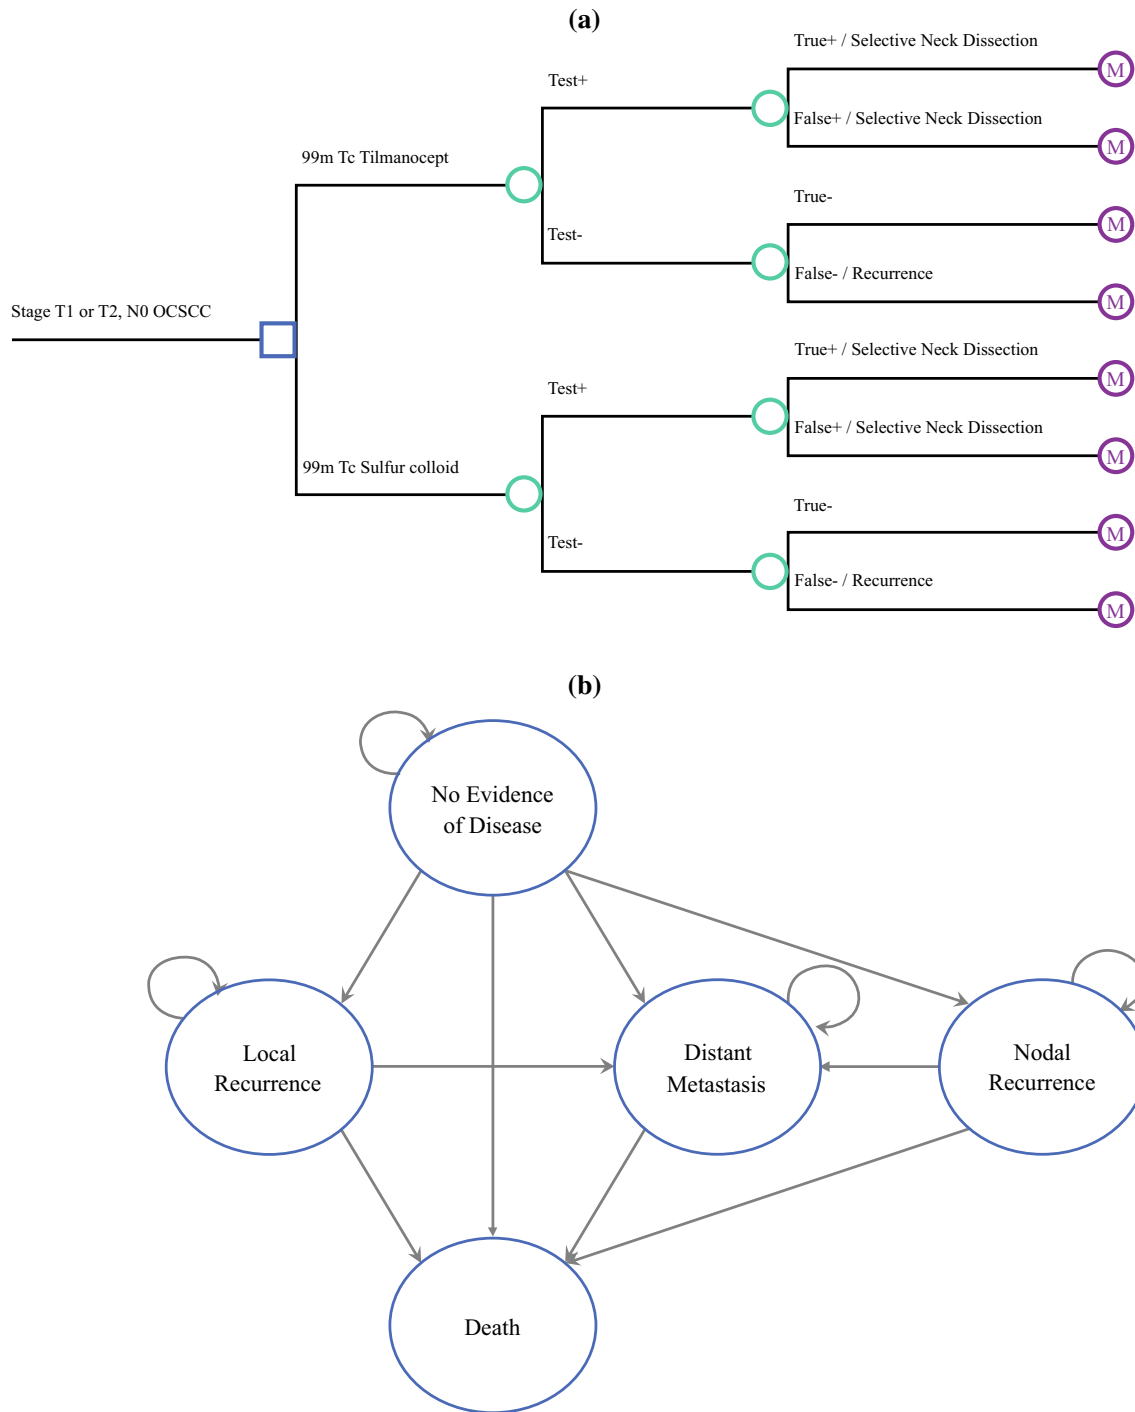 (a)
True+ / Selective Neck Dissection
M
Test+
False+ / Selective Neck Dissection
M
99m Tc Tilmanocept
True-
M
Test-
False- / Recurrence
M
Stage T1 or T2, N0 OCSCC
True+ / Selective Neck Dissection
M
Test+
False+ / Selective Neck Dissection
M
99m Tc Sulfur colloid
True-
M
Test-
False- / Recurrence
M
(b)
No Evidence
of Disease
Local
Recurrence
Distant
Metastasis
Nodal
Recurrence
Death